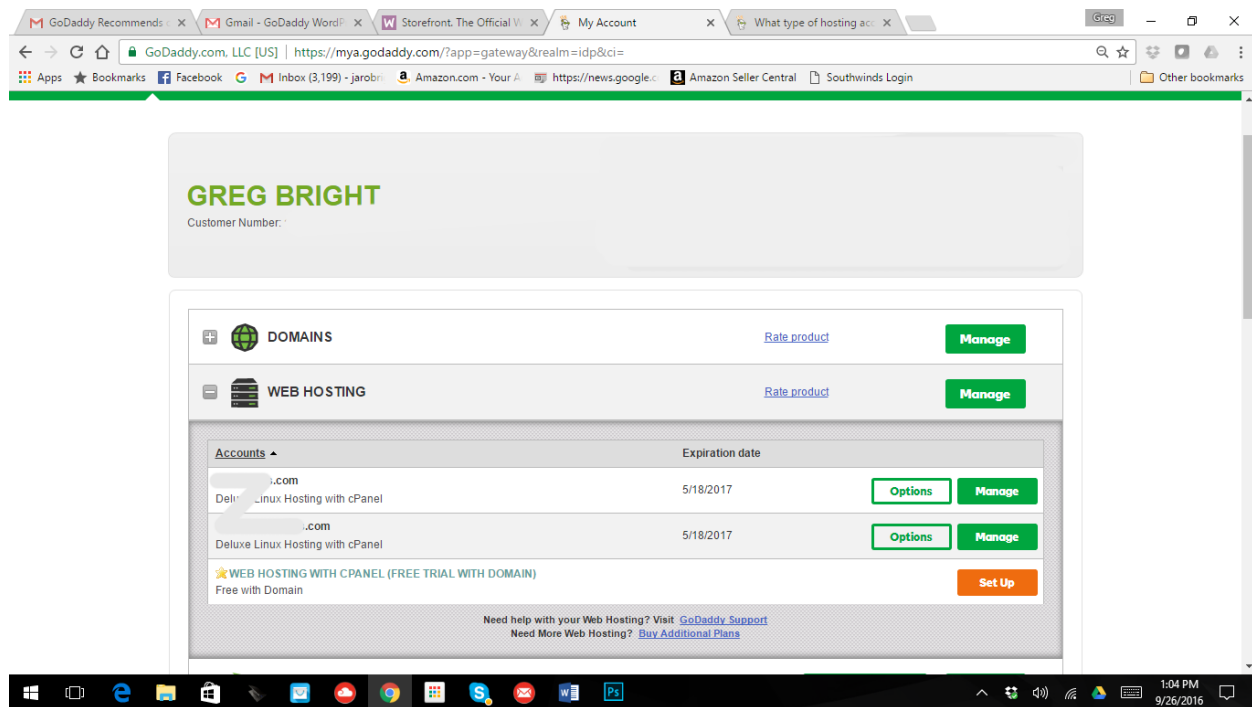 GoDaddy Recommends
Gmail - GoDaddy WordP
Storefront. The Official W
My Account
What type of hosting acc
Greg
GoDaddy.com, LLC [US] | https://mya.godaddy.com/?app=gateway&realm=idp&ci=
Apps Bookmarks Facebook Inbox (3,199) - jarobri Amazon.com - Your A https://news.google.c Amazon Seller Central Southwinds Login Other bookmarks
GREG BRIGHT
Customer Number:
DOMAINS Rate product Manage
WEB HOSTING Rate product Manage
Accounts Expiration date
.com
Deluxe Linux Hosting with cPanel 5/18/2017 Options Manage
.com
Deluxe Linux Hosting with cPanel 5/18/2017 Options Manage
WEB HOSTING WITH CPANEL (FREE TRIAL WITH DOMAIN)
Free with Domain Set Up
Need help with your Web Hosting? Visit GoDaddy Support
Need More Web Hosting? Buy Additional Plans
1:04 PM
9/26/2016